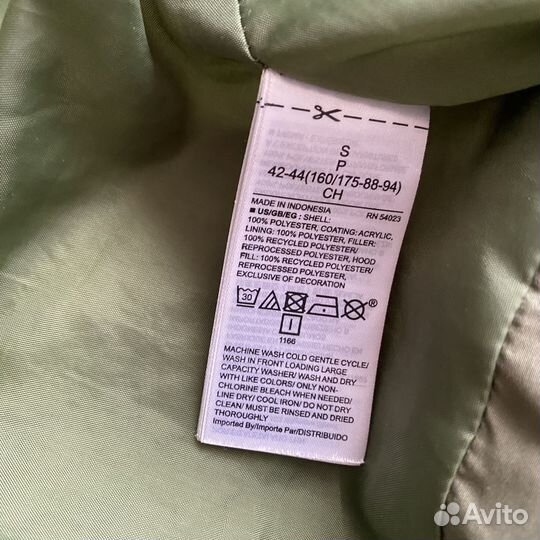 S
P
42-44(160/175-88-94)
CH
MADE IN INDONESIA RN 54023
■ US/GB/EG : SHELL:
100% POLYESTER, COATING: ACRYLIC,
LINING: 100% POLYESTER, FILLER:
100% RECYCLED POLYESTER/
REPROCESSED POLYESTER, HOOD
FILL: 100% RECYCLED POLYESTER/
REPROCESSED POLYESTER,
EXCLUSIVE OF DECORATION
30
®
I
1166
MACHINE WASH COLD GENTLE CYCLE/
WASH IN FRONT LOADING LARGE
CAPACITY WASHER/ WASH AND DRY
WITH LIKE COLORS/ ONLY NON-
CHLORINE BLEACH WHEN NEEDED/
LINE DRY/ COOL IRON/ DO NOT DRY
CLEAN/ MUST BE RINSED AND DRIED
THOROUGHLY
Imported By/Importe Par/DISTRIBUIDO
Avito